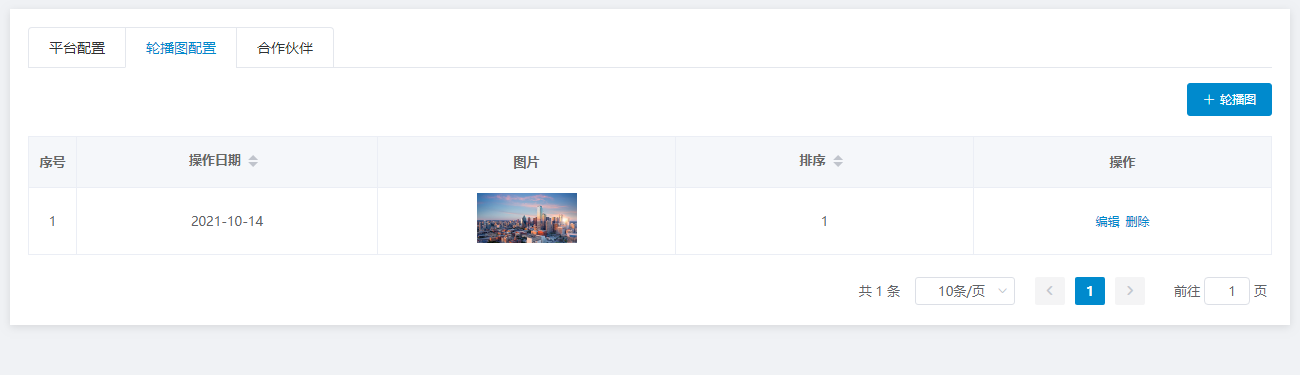 平台配置 轮播图配置 合作伙伴
+ 轮播图
序号 操作日期 图片 排序 操作
1 2021-10-14 1 编辑 删除
共 1 条 10条/页 1 前往 1 页